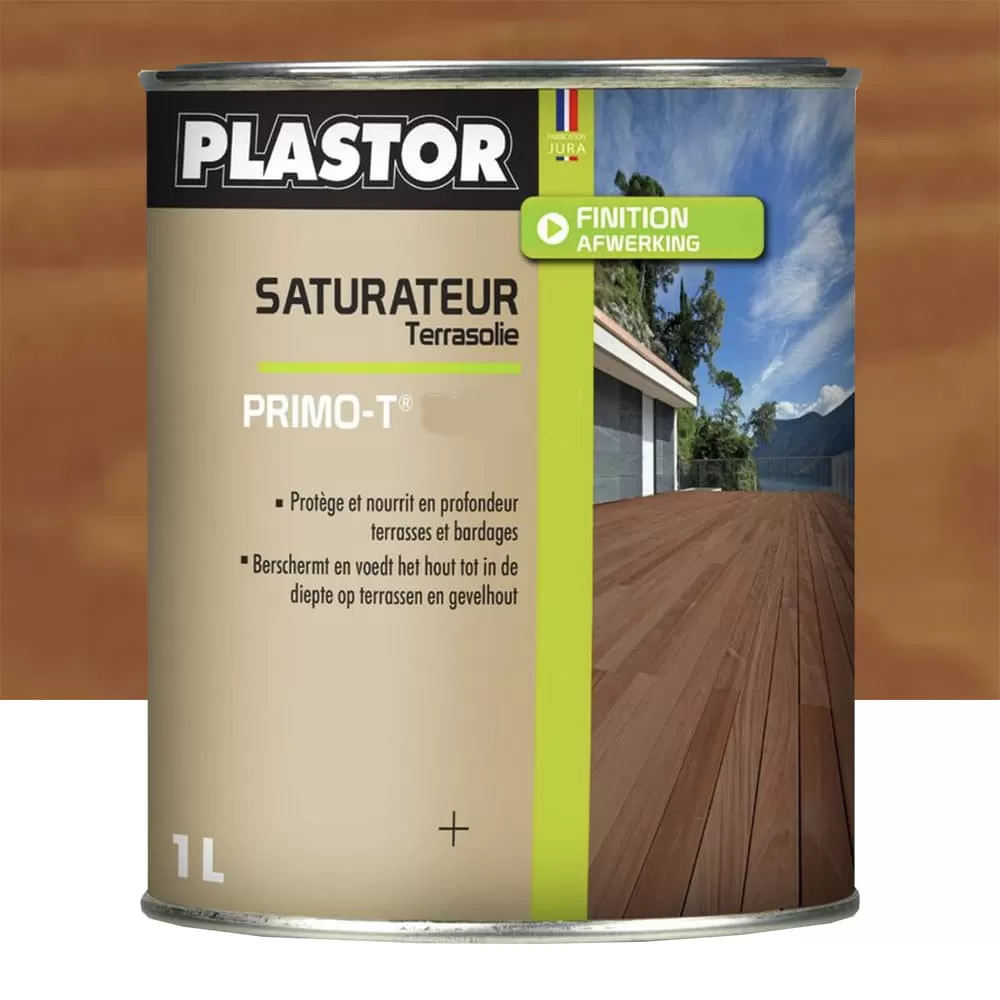 PLASTOR
FABRICATION
JURA
FINITION
AFWERKING
SATURATEUR
Terrasolie
PRIMO-T®
▪ Protège et nourrit en profondeur
terrasses et bardages
▪ Berschermt en voedt het hout tot in de
diepte op terrassen en gevelhout
1 L